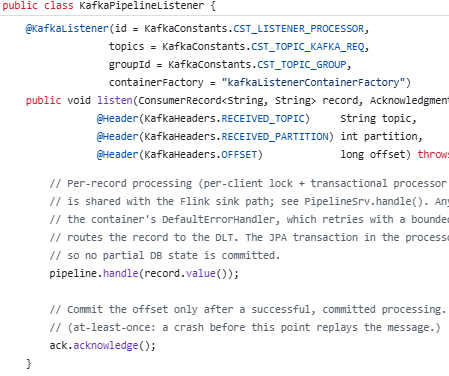 public class KafkaPipelineListener {
@KafkaListener(id = KafkaConstants.CST_LISTENER_PROCESSOR,
topics = KafkaConstants.CST_TOPIC_KAFKA_REQ,
groupId = KafkaConstants.CST_TOPIC_GROUP,
containerFactory = "kafkaListenerContainerFactory")
public void listen(ConsumerRecord<String, String> record, Acknowledgment
@Header(KafkaHeaders.RECEIVED_TOPIC) String topic,
@Header(KafkaHeaders.RECEIVED_PARTITION) int partition,
@Header(KafkaHeaders.OFFSET) long offset) throws
// Per-record processing (per-client lock + transactional processor
// is shared with the Flink sink path; see PipelineSrv.handle(). Any
// the container's DefaultErrorHandler, which retries with a bounded
// routes the record to the DLT. The JPA transaction in the processo
// so no partial DB state is committed.
pipeline.handle(record.value());
// Commit the offset only after a successful, committed processing.
// (at-least-once: a crash before this point replays the message.)
ack.acknowledge();
}